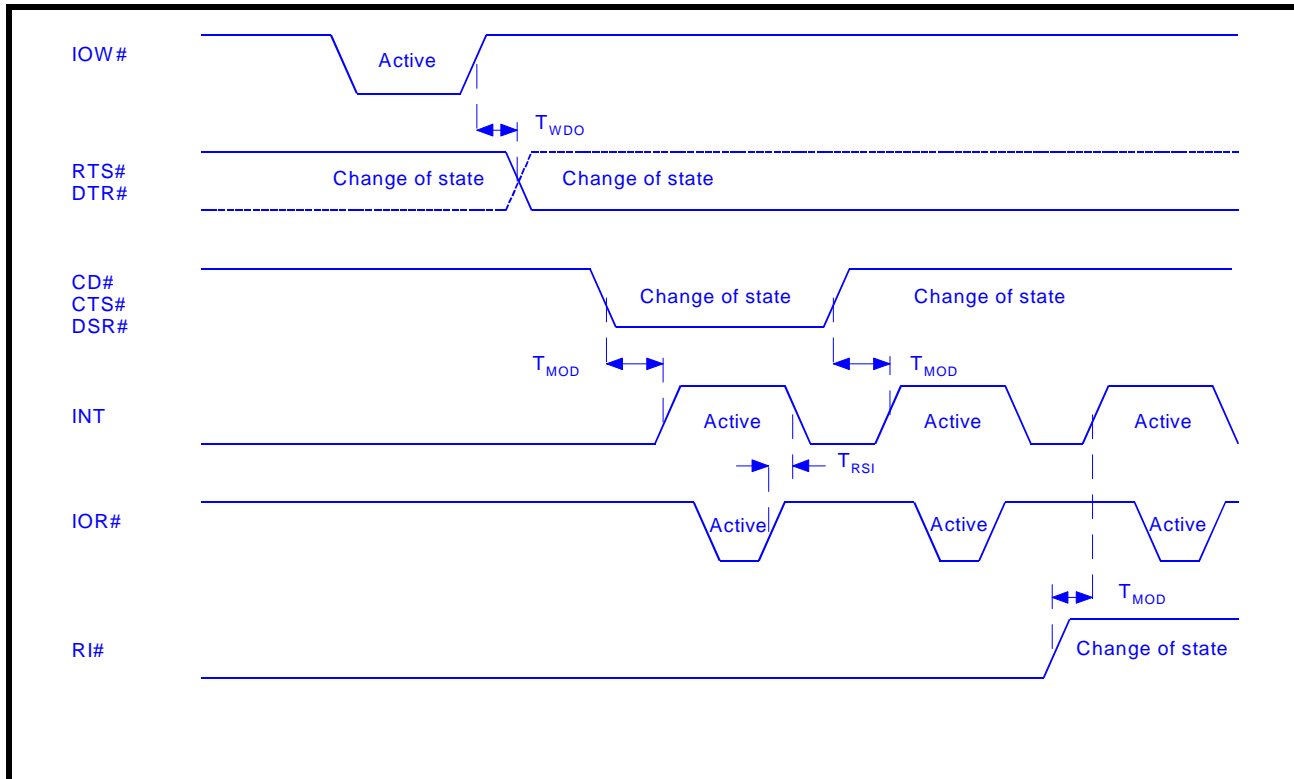 IOW#
Active
TWDO
RTS#
DTR#
Change of state
Change of state
CD#
CTS#
DSR#
Change of state
Change of state
TMOD
TMOD
INT
Active
Active
Active
TRSI
IOR#
Active
Active
Active
TMOD
RI#
Change of state